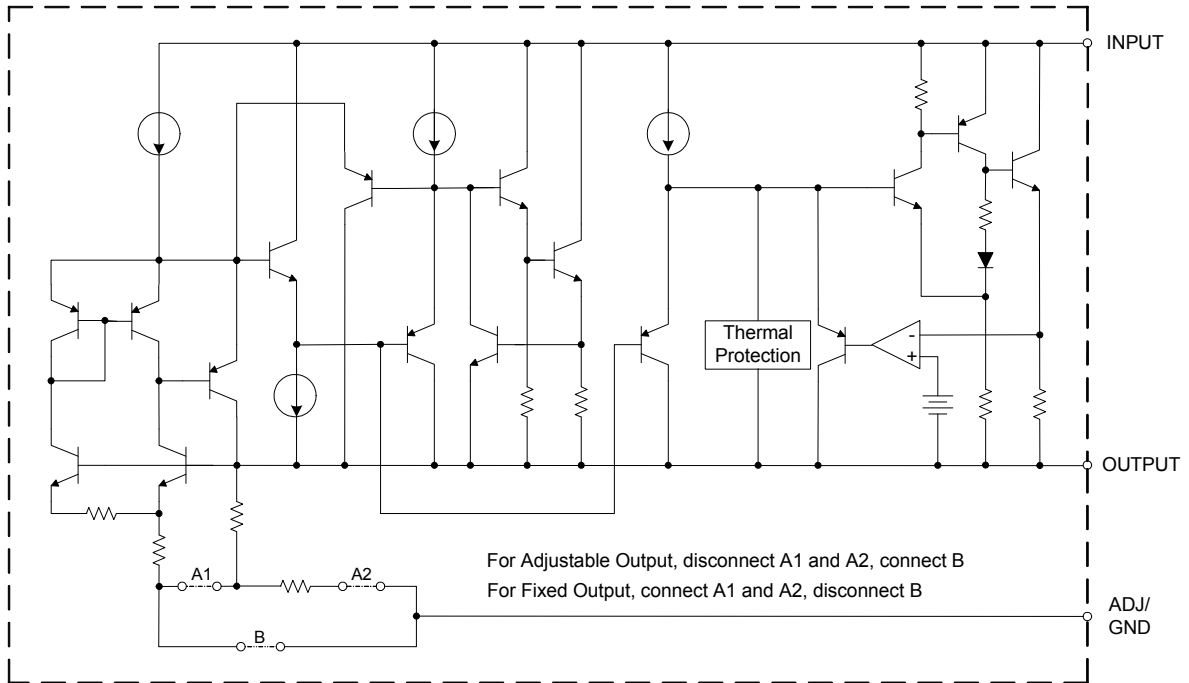 INPUT
Thermal
Protection
-
+
OUTPUT
For Adjustable Output, disconnect A1 and A2, connect B
A1
A2
For Fixed Output, connect A1 and A2, disconnect B
ADJ/
GND
B